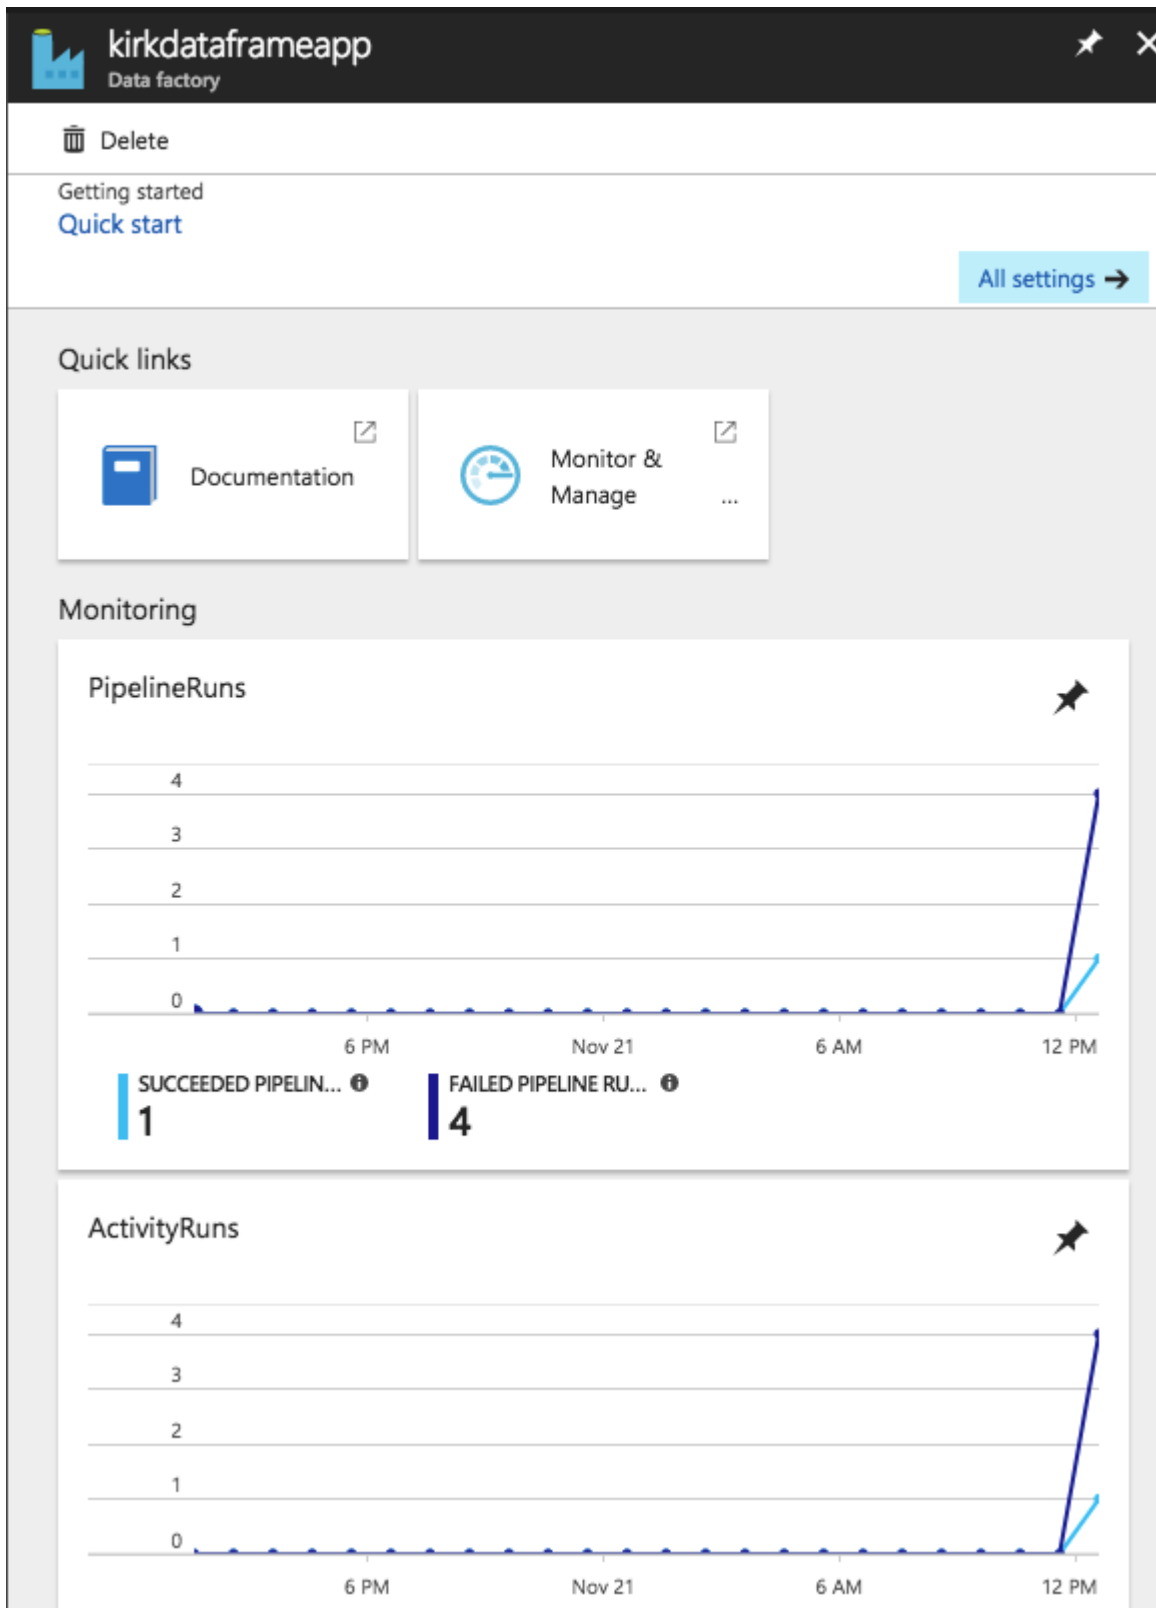 kirkdataframeapp
Data factory
Delete
Getting started
Quick start
All settings
Quick links
Documentation
Monitor &
Manage ...
Monitoring
PipelineRuns
4
3
2
1
0
6 PM Nov 21 6 AM 12 PM
SUCCEEDED PIPELIN... FAILED PIPELINE RU...
1 4
ActivityRuns
4
3
2
1
0
6 PM Nov 21 6 AM 12 PM